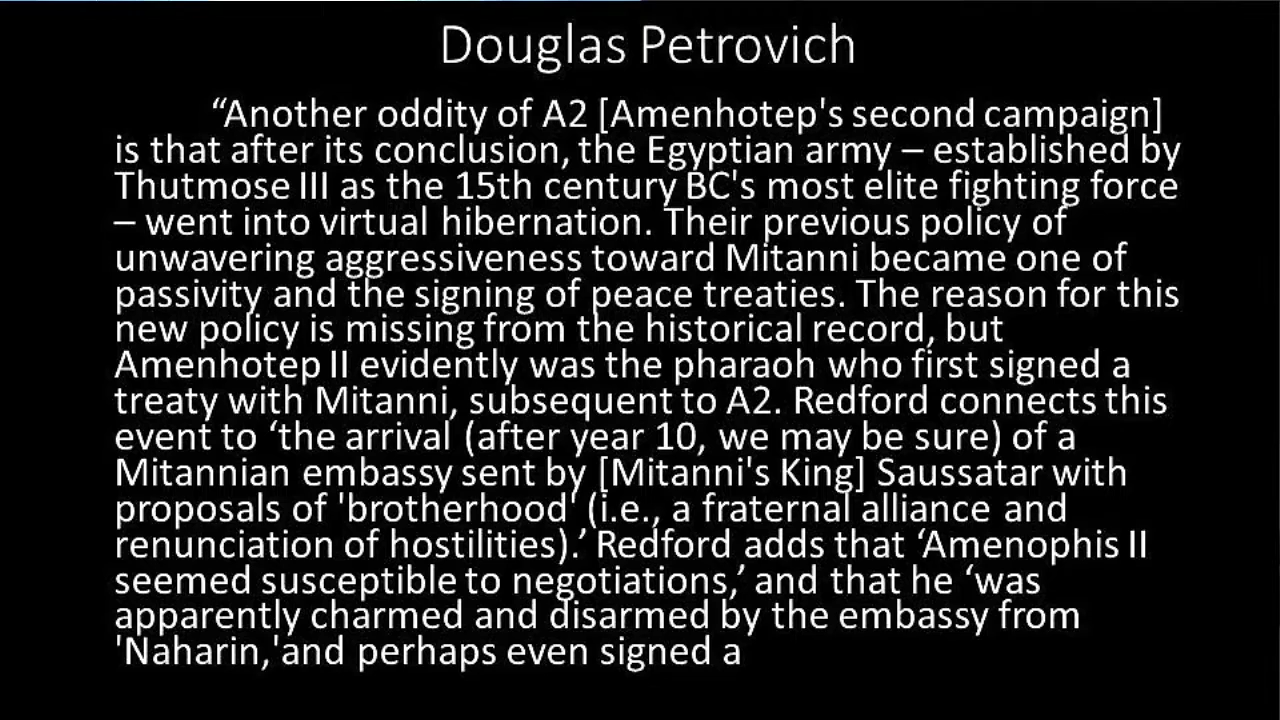 Douglas Petrovich
“Another oddity of A2 [Amenhotep's second campaign]
is that after its conclusion, the Egyptian army – established by
Thutmose III as the 15th century BC's most elite fighting force
– went into virtual hibernation. Their previous policy of
unwavering aggressiveness toward Mitanni became one of
passivity and the signing of peace treaties. The reason for this
new policy is missing from the historical record, but
Amenhotep II evidently was the pharaoh who first signed a
treaty with Mitanni, subsequent to A2. Redford connects this
event to ‘the arrival (after year 10, we may be sure) of a
Mitannian embassy sent by [Mitanni's King] Saussatar with
proposals of 'brotherhood' (i.e., a fraternal alliance and
renunciation of hostilities).’ Redford adds that ‘Amenophis II
seemed susceptible to negotiations,’ and that he ‘was
apparently charmed and disarmed by the embassy from
'Naharin,'and perhaps even signed a